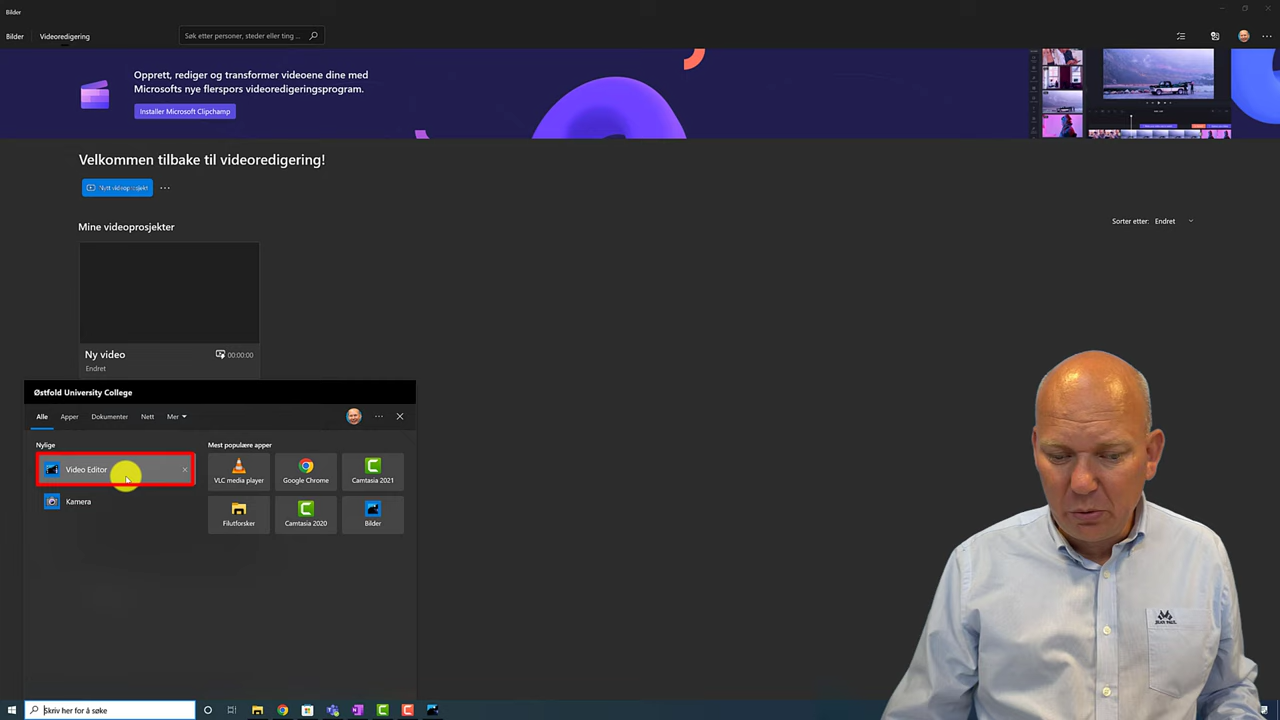 Bilder
Bilder
Videoredigering
Søk etter personer, steder eller ting ...
Opprett, rediger og transformer videoene dine med
Microsofts nye flerspors videoredigeringsprogram.
Installer Microsoft Clipchamp
Velkommen tilbake til videoredigering!
Nytt videoprosjekt
Mine videoprosjekter
Sorter etter: Endret
Ny video
00:00:00
Endret
Østfold University College
Alle
Apper
Dokumenter
Nett
Mer
Nylige
Mest populære apper
Video Editor
Kamera
VLC media player
Google Chrome
Camtasia 2021
Filutforsker
Camtasia 2020
Bilder
JEAN PAUL
Skriv her for å søke